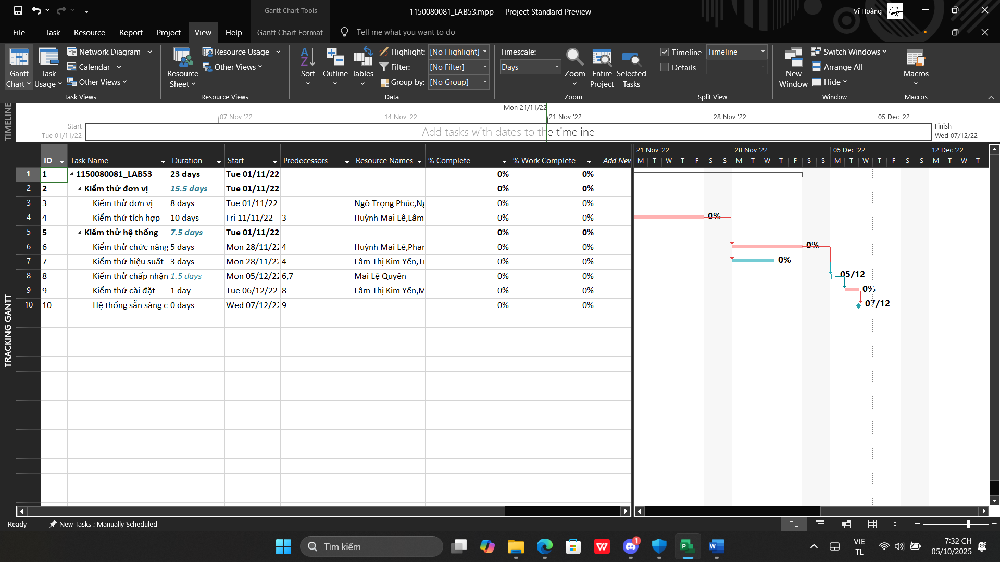 Gantt Chart Tools
1150080081_LAB53.mpp - Project Standard Preview
Vĩ Hoàng
File Task Resource Report Project View Help Gantt Chart Format Tell me what you want to do
Gantt Chart
Task Usage
Network Diagram
Calendar
Other Views
Task Views
Resource Sheet
Resource Usage
Other Views
Resource Views
Sort
Outline
Tables
Highlight: [No Highlight]
Filter: [No Filter]
Group by: [No Group]
Data
Timescale:
Days
Zoom
Entire Project
Selected Tasks
Zoom
Timeline Timeline
Details
Split View
New Window
Switch Windows
Arrange All
Hide
Window
Macros
Macros
TIMELINE
Mon 21/11/22
07 Nov '22 14 Nov '22 21 Nov '22 28 Nov '22 05 Dec '22
Start
Tue 01/11/22
Add tasks with dates to the timeline
Finish
Wed 07/12/22
TRACKING GANTT
ID Task Name Duration Start Predecessors Resource Names % Complete % Work Complete Add New
1 1 1150080081_LAB53 23 days Tue 01/11/22 0% 0%
2 2 Kiểm thử đơn vị 15.5 days Tue 01/11/22 0% 0%
3 3 Kiểm thử đơn vị 8 days Tue 01/11/22 Ngô Trọng Phúc,Ng 0% 0%
4 4 Kiểm thử tích hợp 10 days Fri 11/11/22 3 Huỳnh Mai Lê,Lâm 0% 0%
5 5 Kiểm thử hệ thống 7.5 days Tue 01/11/22 0% 0%
6 6 Kiểm thử chức năng 5 days Mon 28/11/22 4 Huỳnh Mai Lê,Phan 0% 0%
7 7 Kiểm thử hiệu suất 3 days Mon 28/11/22 4 Lâm Thị Kim Yến,Tr 0% 0%
8 8 Kiểm thử chấp nhận 1.5 days Mon 05/12/22 6,7 Mai Lệ Quyên 0% 0%
9 9 Kiểm thử cài đặt 1 day Tue 06/12/22 8 Lâm Thị Kim Yến,M 0% 0%
10 10 Hệ thống sẵn sàng c 0 days Wed 07/12/22 9 0% 0%
21 Nov '22 28 Nov '22 05 Dec '22 12 Dec '22
M T W T F S S M T W T F S S M T W T F S S M T W T
0%
0%
0%
05/12
0%
07/12
Ready New Tasks : Manually Scheduled
Tìm kiếm
1
VIE
TL
7:32 CH
05/10/2025